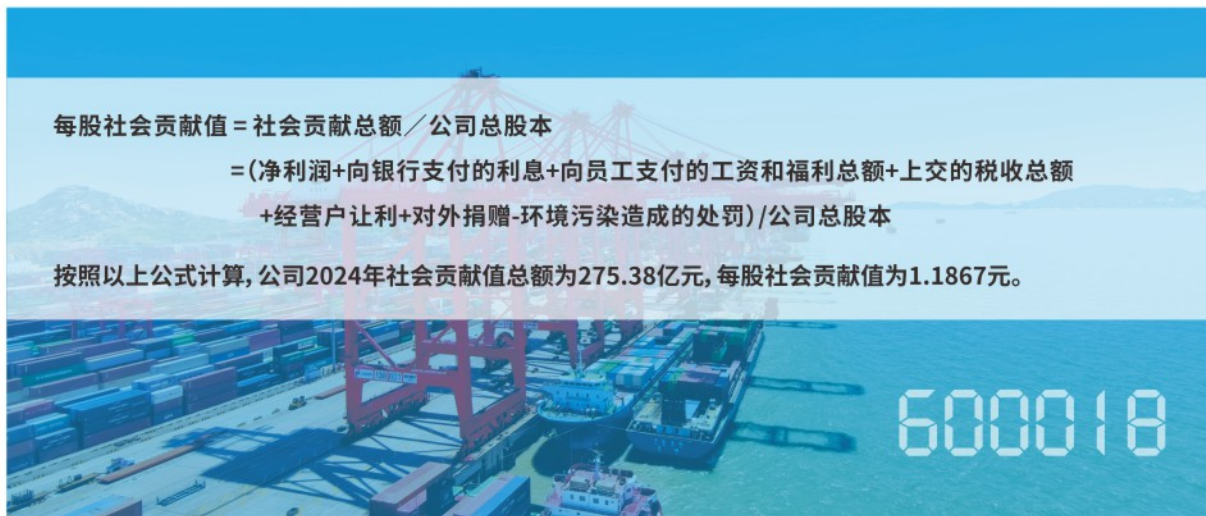 每股社会贡献值=社会贡献总额／公司总股本
=(净利润+向银行支付的利息+向员工支付的工资和福利总额+上交的税收总额
+经营户让利+对外捐赠-环境污染造成的处罚)/公司总股本
按照以上公式计算, 公司2024年社会贡献值总额为275.38亿元, 每股社会贡献值为1.1867元。
600018